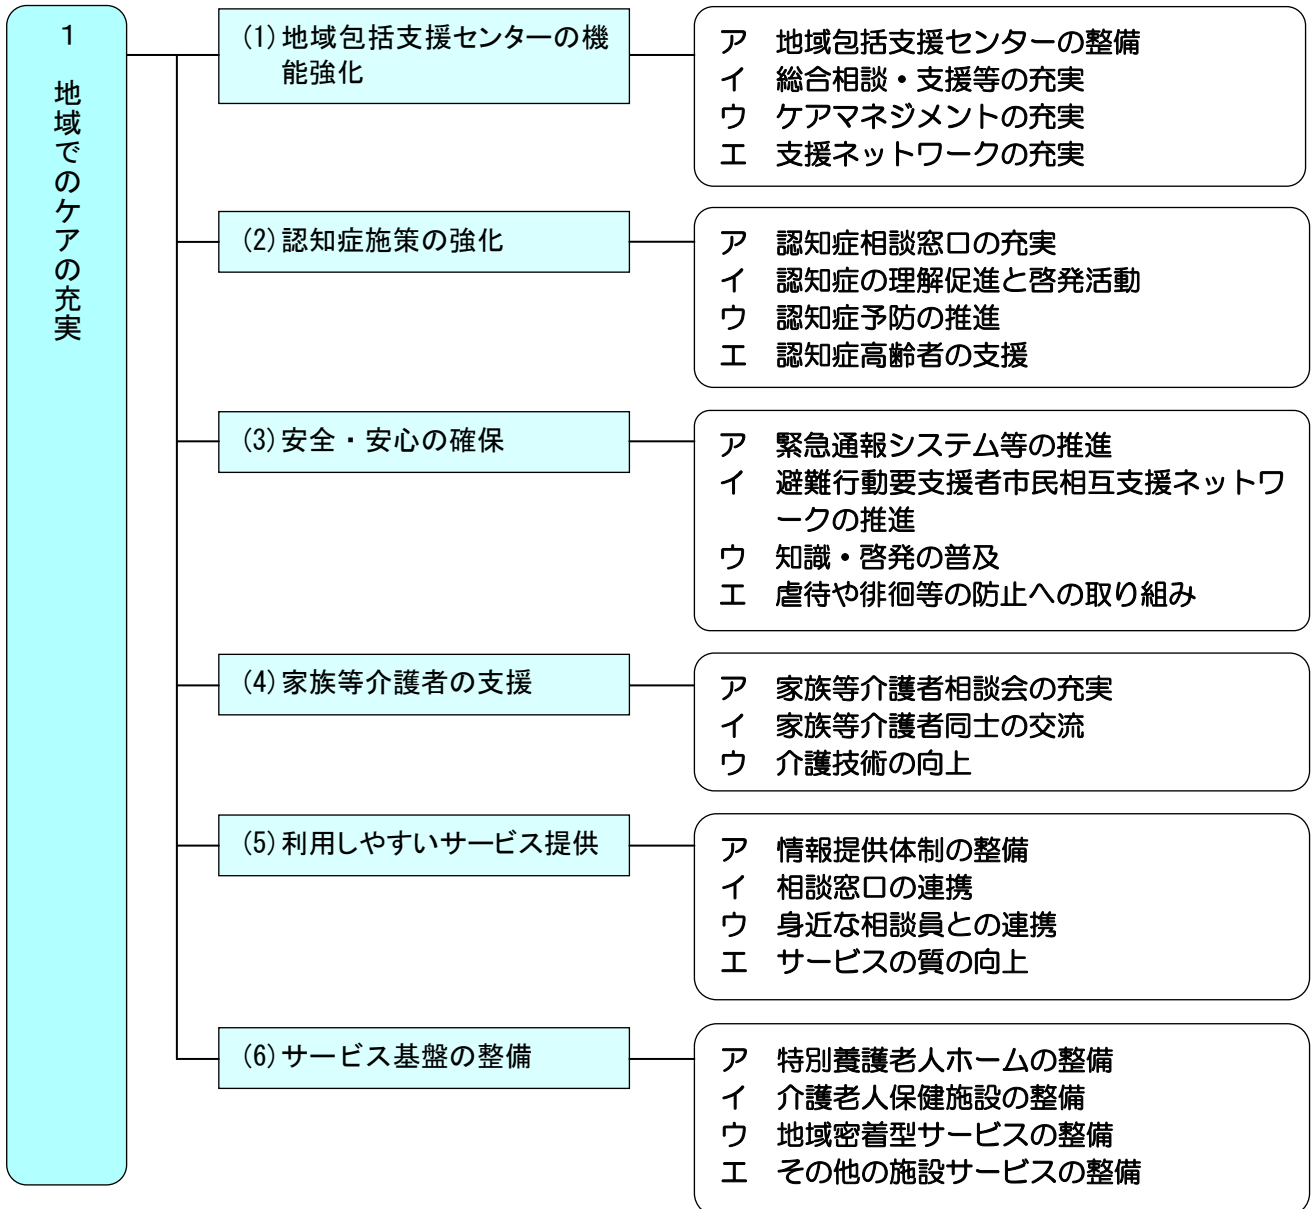 1
地域でのケアの充実
(1)地域包括支援センターの機
能強化
ア 地域包括支援センターの整備
イ 総合相談・支援等の充実
ウ ケアマネジメントの充実
エ 支援ネットワークの充実
(2)認知症施策の強化
ア 認知症相談窓口の充実
イ 認知症の理解促進と啓発活動
ウ 認知症予防の推進
エ 認知症高齢者の支援
(3)安全・安心の確保
ア 緊急通報システム等の推進
イ 避難行動要支援者市民相互支援ネットワ
ークの推進
ウ 知識・啓発の普及
エ 虐待や徘徊等の防止への取り組み
(4)家族等介護者の支援
ア 家族等介護者相談会の充実
イ 家族等介護者同士の交流
ウ 介護技術の向上
(5)利用しやすいサービス提供
ア 情報提供体制の整備
イ 相談窓口の連携
ウ 身近な相談員との連携
エ サービスの質の向上
(6)サービス基盤の整備
ア 特別養護老人ホームの整備
イ 介護老人保健施設の整備
ウ 地域密着型サービスの整備
エ その他の施設サービスの整備